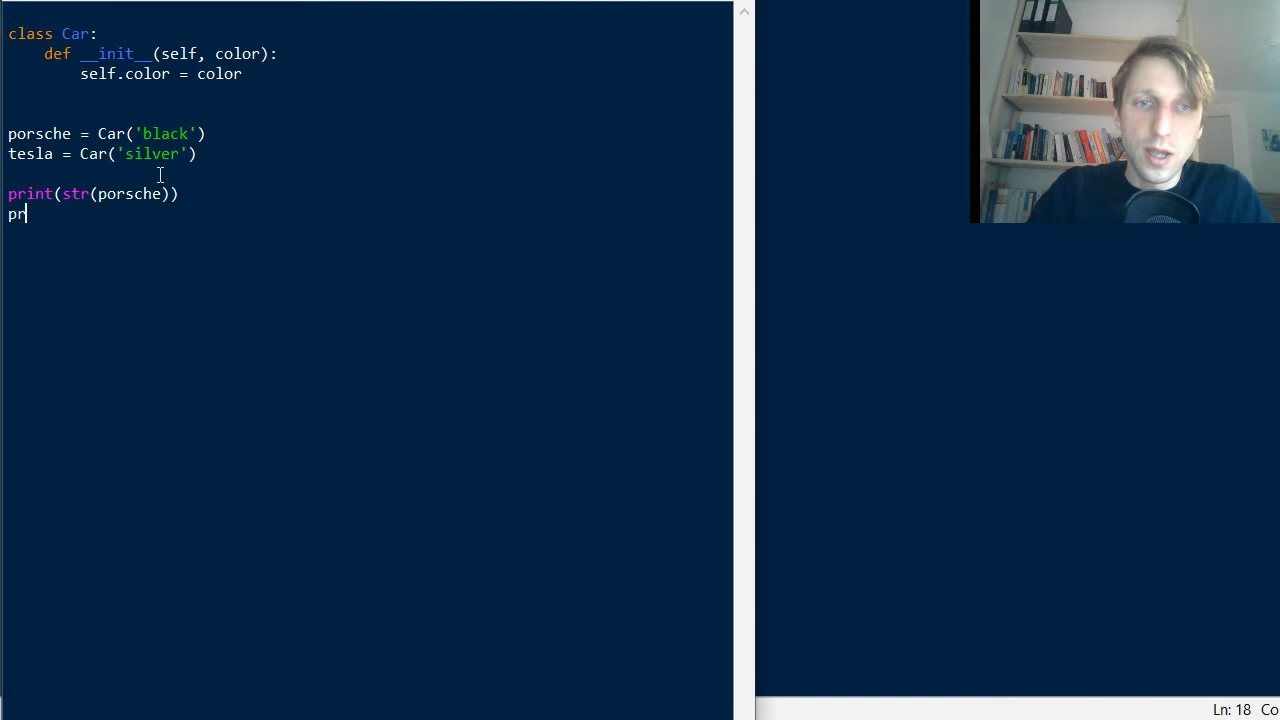 class Car:
def __init__(self, color):
self.color = color
porsche = Car('black')
tesla = Car('silver')
print(str(porsche))
pr
Ln: 18 Co